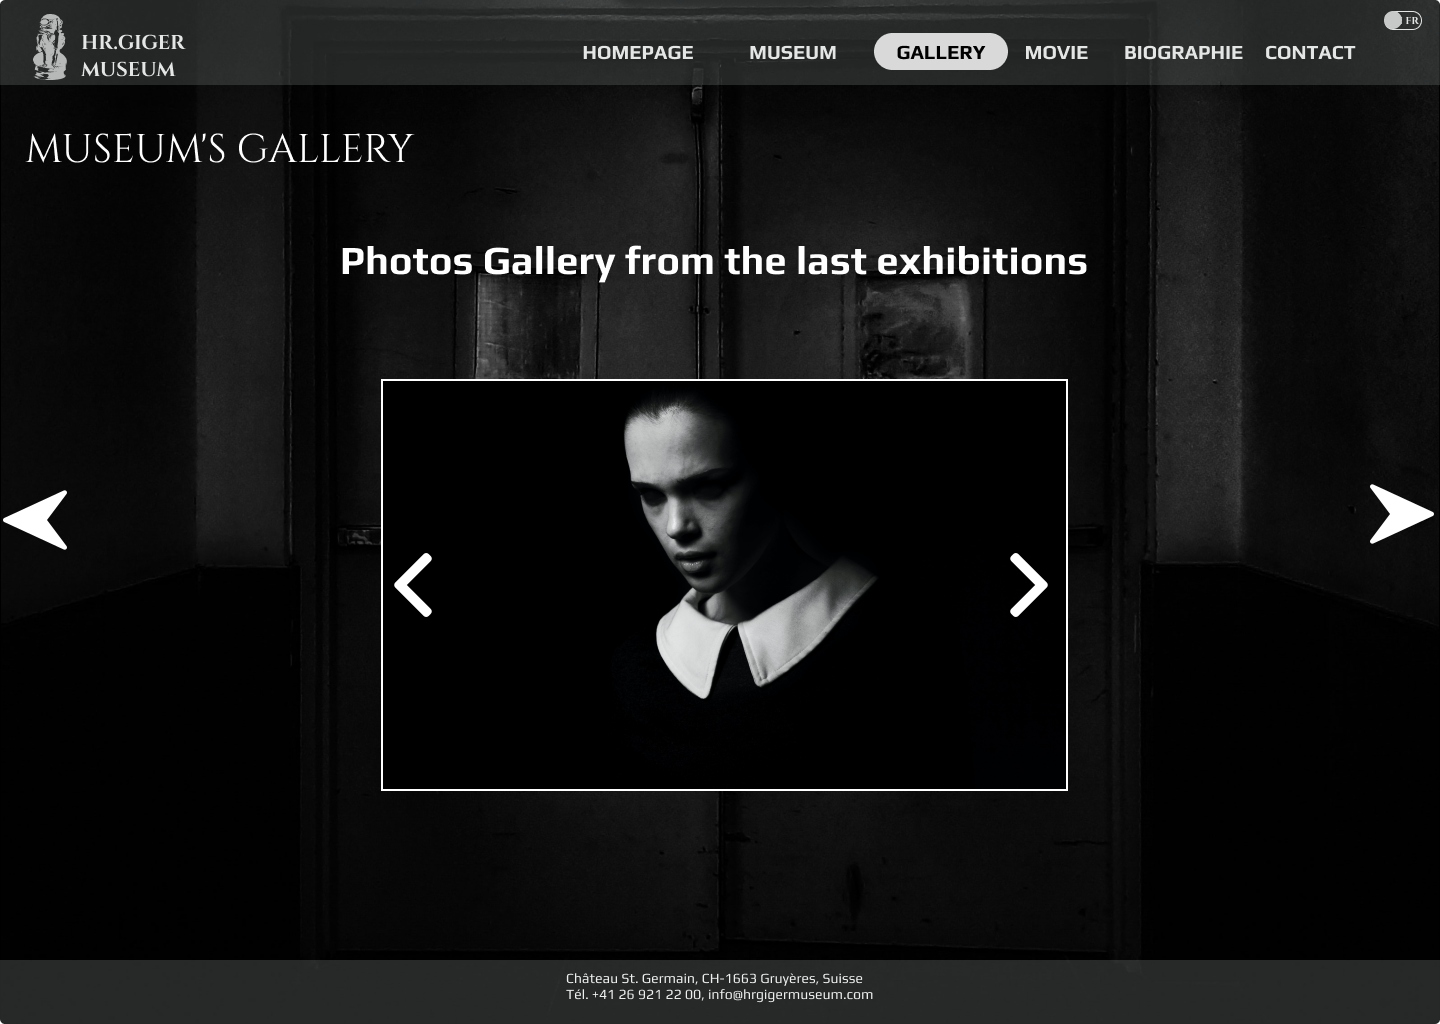 HR.GIGER
MUSEUM
HOMEPAGE
MUSEUM
GALLERY
MOVIE
BIOGRAPHIE
CONTACT
FR
MUSEUM'S GALLERY
Photos Gallery from the last exhibitions
Château St. Germain, CH-1663 Gruyères, Suisse
Tél. +41 26 921 22 00, info@hrgigermuseum.com